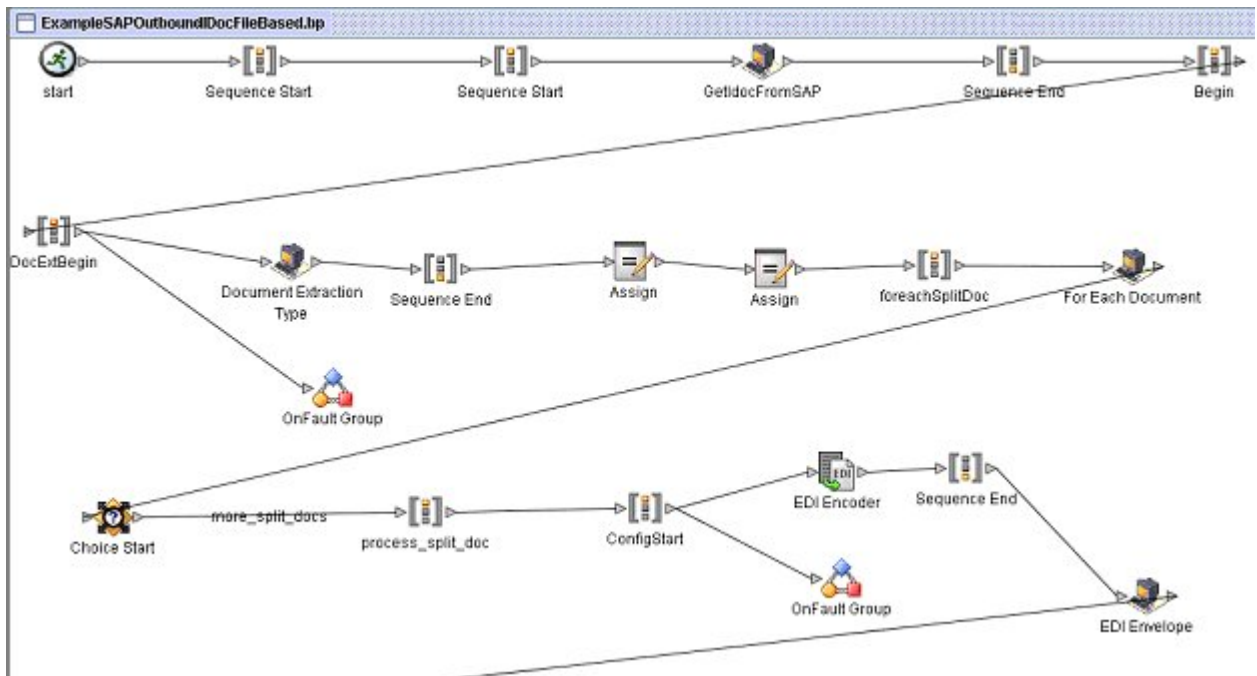 ExampleSAPOutboundIDocFileBased.bp
start
Sequence Start
Sequence Start
GetIdocFromSAP
Sequence End
Begin
DocExtBegin
Document Extraction
Type
Sequence End
Assign
Assign
foreachSplitDoc
For Each Document
OnFault Group
Choice Start
more_split_docs
process_split_doc
ConfigStart
EDI
EDI Encoder
Sequence End
OnFault Group
EDI Envelope